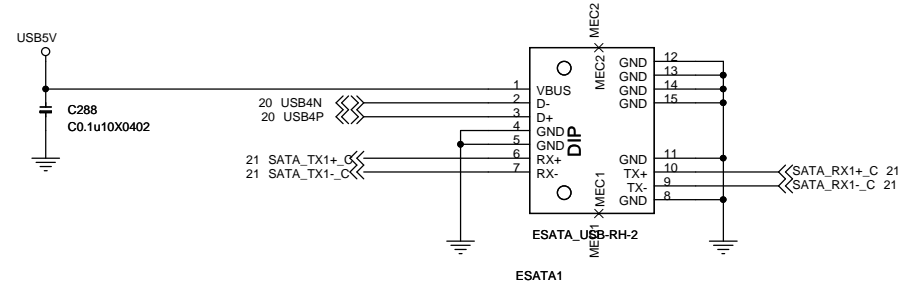 MEC2
USB5V
1
VBUS
MEC2
GND
12
GND
13
GND
14
GND
15
C288
C0.1u10X0402
20 USB4N
2
D-
20 USB4P
3
D+
4
GND
5
GND
DIP
21 SATA_TX1+_C
6
RX+
21 SATA_TX1-_C
7
RX-
GND
11
TX+
10
SATA_RX1+_C 21
TX-
9
SATA_RX1-_C 21
GND
8
MEC1
MEC1
ESATA_USB-RH-2
ESATA1